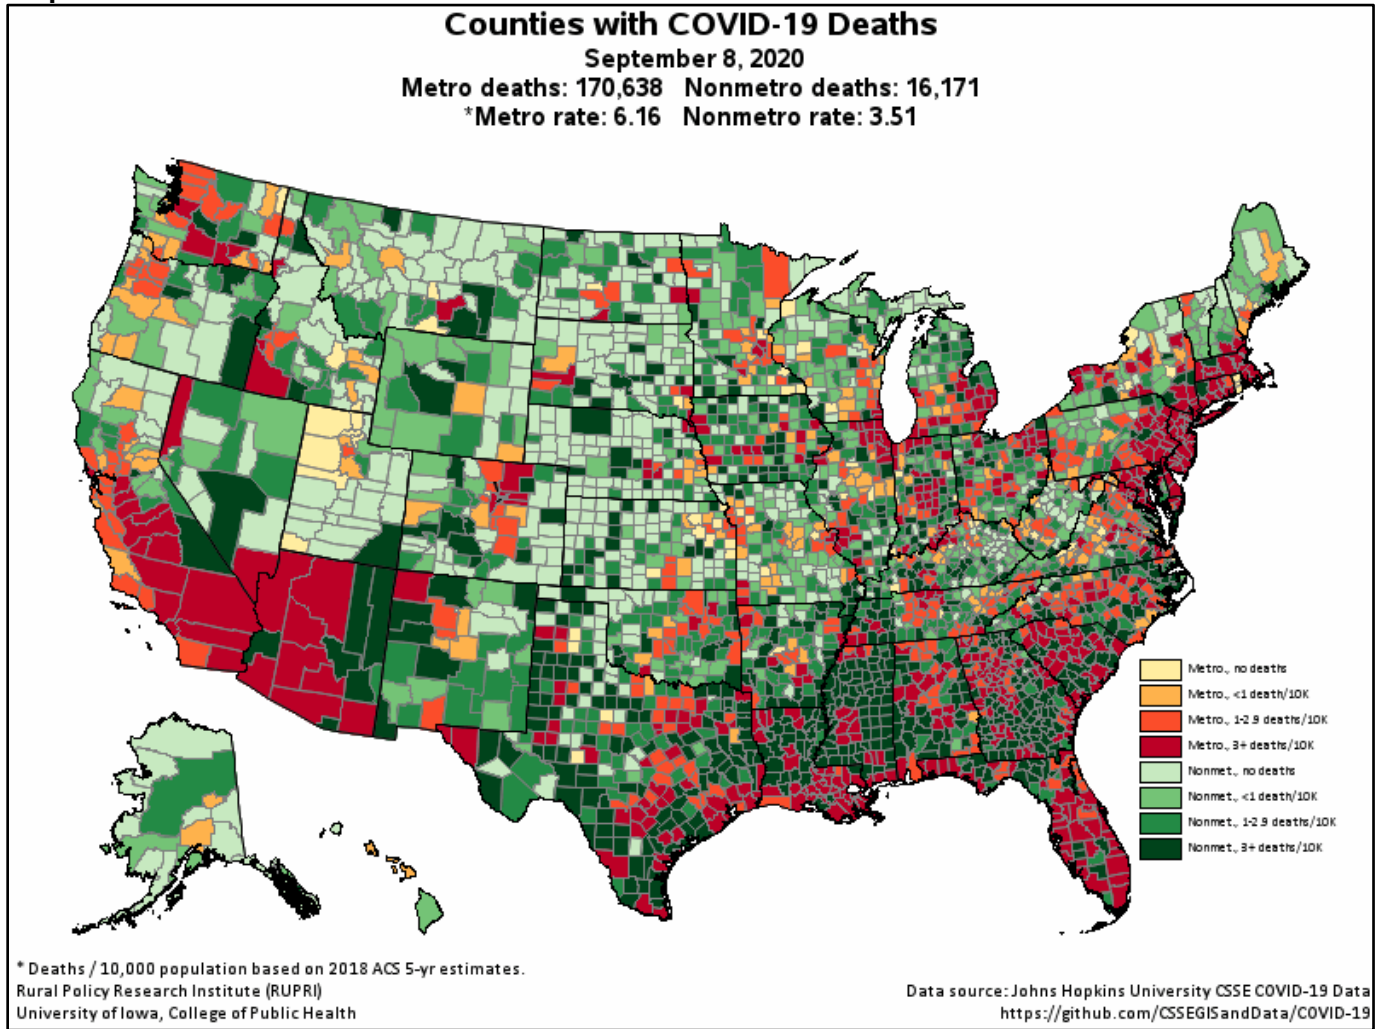 Counties with COVID-19 Deaths
September 8, 2020
Metro deaths: 170,638 Nonmetro deaths: 16,171
*Metro rate: 6.16 Nonmetro rate: 3.51
Metro., no deaths
Metro., <1 death/10K
Metro., 1-2.9 deaths/10K
Metro., 3+ deaths/10K
Nonmet., no deaths
Nonmet., <1 death/10K
Nonmet., 1-2.9 deaths/10K
Nonmet., 3+ deaths/10K
* Deaths / 10,000 population based on 2018 ACS 5-yr estimates.
Rural Policy Research Institute (RUPRI)
University of Iowa, College of Public Health
Data source: Johns Hopkins University CSSE COVID-19 Data
https://github.com/CSSEGISandData/COVID-19